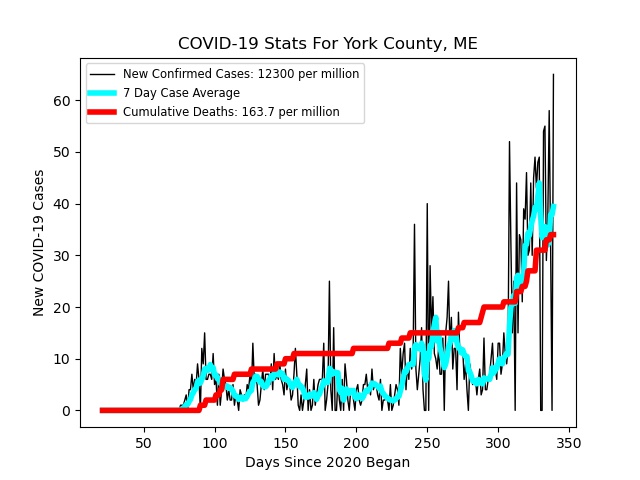 COVID-19 Stats For York County, ME
New Confirmed Cases: 12300 per million
7 Day Case Average
Cumulative Deaths: 163.7 per million
60
50
40
30
20
10
0
New COVID-19 Cases
50 100 150 200 250 300 350
Days Since 2020 Began